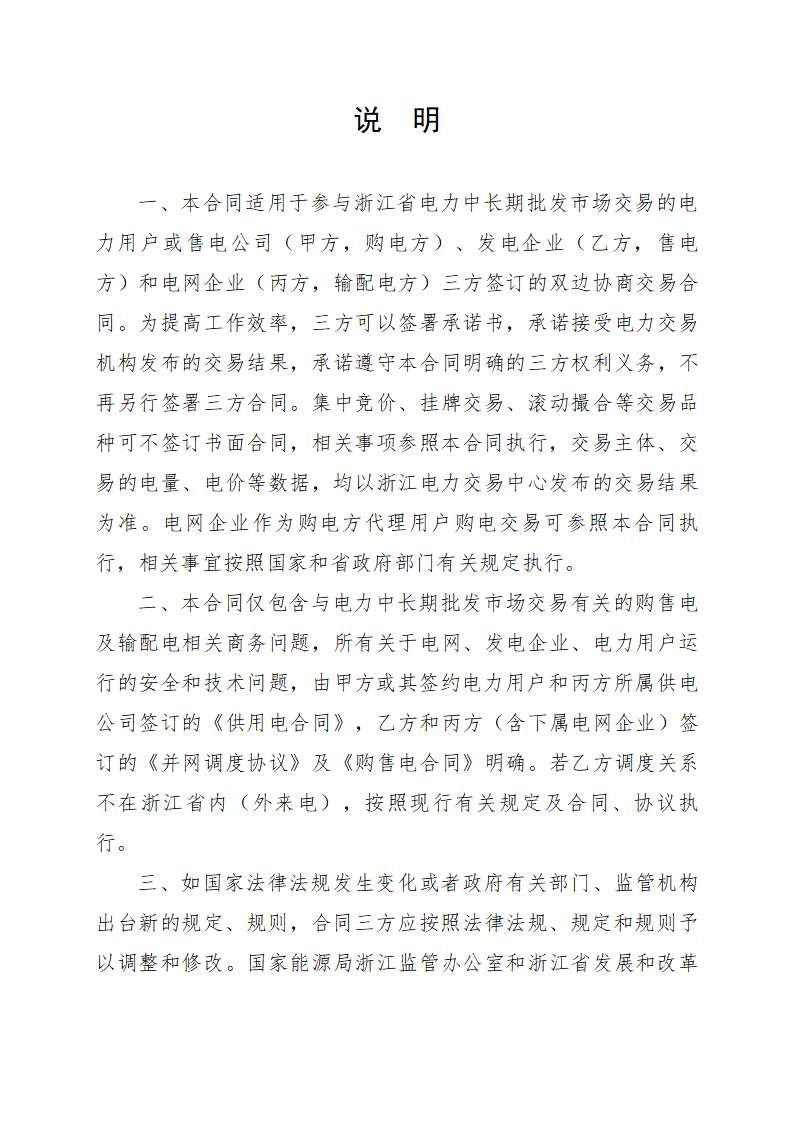 说　明
一、本合同适用于参与浙江省电力中长期批发市场交易的电
力用户或售电公司（甲方，购电方）、发电企业（乙方，售电
方）和电网企业（丙方，输配电方）三方签订的双边协商交易合
同。为提高工作效率，三方可以签署承诺书，承诺接受电力交易
机构发布的交易结果，承诺遵守本合同明确的三方权利义务，不
再另行签署三方合同。集中竞价、挂牌交易、滚动撮合等交易品
种可不签订书面合同，相关事项参照本合同执行，交易主体、交
易的电量、电价等数据，均以浙江电力交易中心发布的交易结果
为准。电网企业作为购电方代理用户购电交易可参照本合同执
行，相关事宜按照国家和省政府部门有关规定执行。
二、本合同仅包含与电力中长期批发市场交易有关的购售电
及输配电相关商务问题，所有关于电网、发电企业、电力用户运
行的安全和技术问题，由甲方或其签约电力用户和丙方所属供电
公司签订的《供用电合同》，乙方和丙方（含下属电网企业）签
订的《并网调度协议》及《购售电合同》明确。若乙方调度关系
不在浙江省内（外来电），按照现行有关规定及合同、协议执
行。
三、如国家法律法规发生变化或者政府有关部门、监管机构
出台新的规定、规则，合同三方应按照法律法规、规定和规则予
以调整和修改。国家能源局浙江监管办公室和浙江省发展和改革